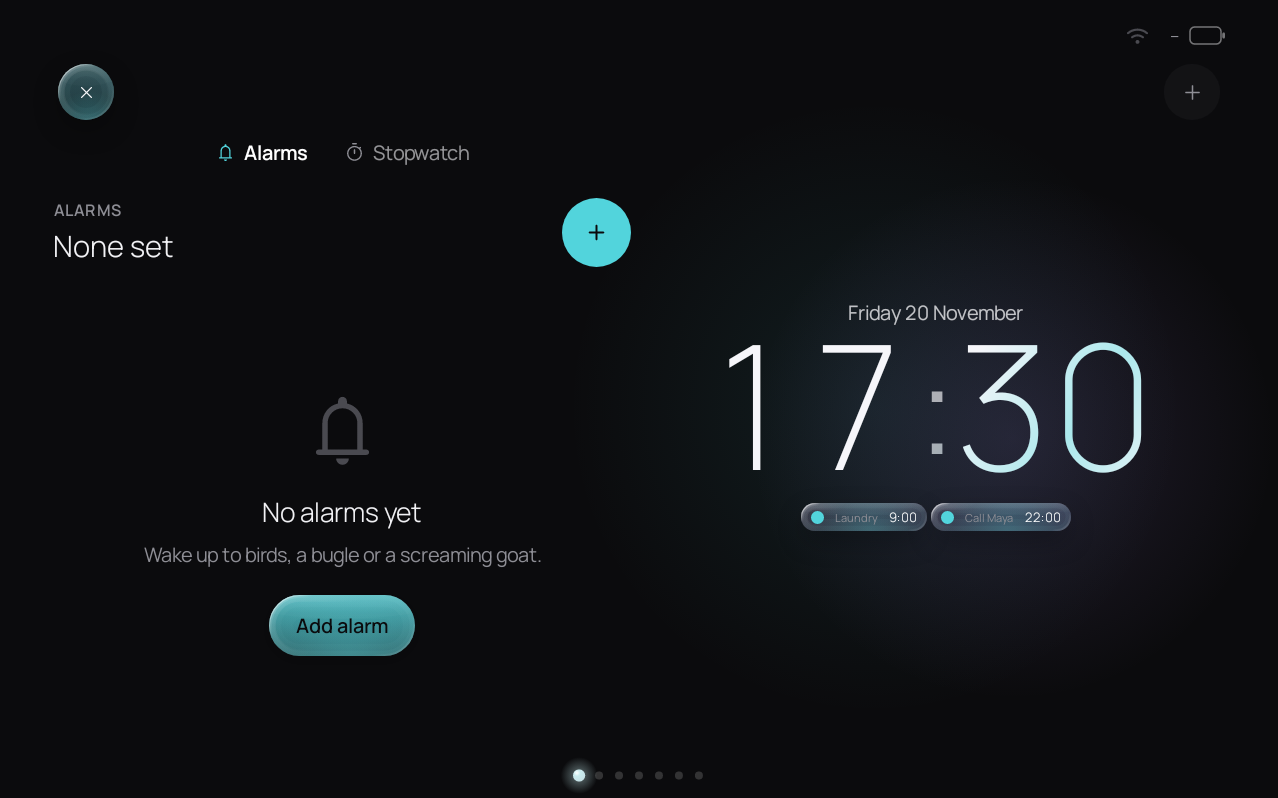 Alarms
Stopwatch
ALARMS
None set
Friday 20 November
17:30
Laundry 9:00
Call Maya 22:00
No alarms yet
Wake up to birds, a bugle or a screaming goat.
Add alarm